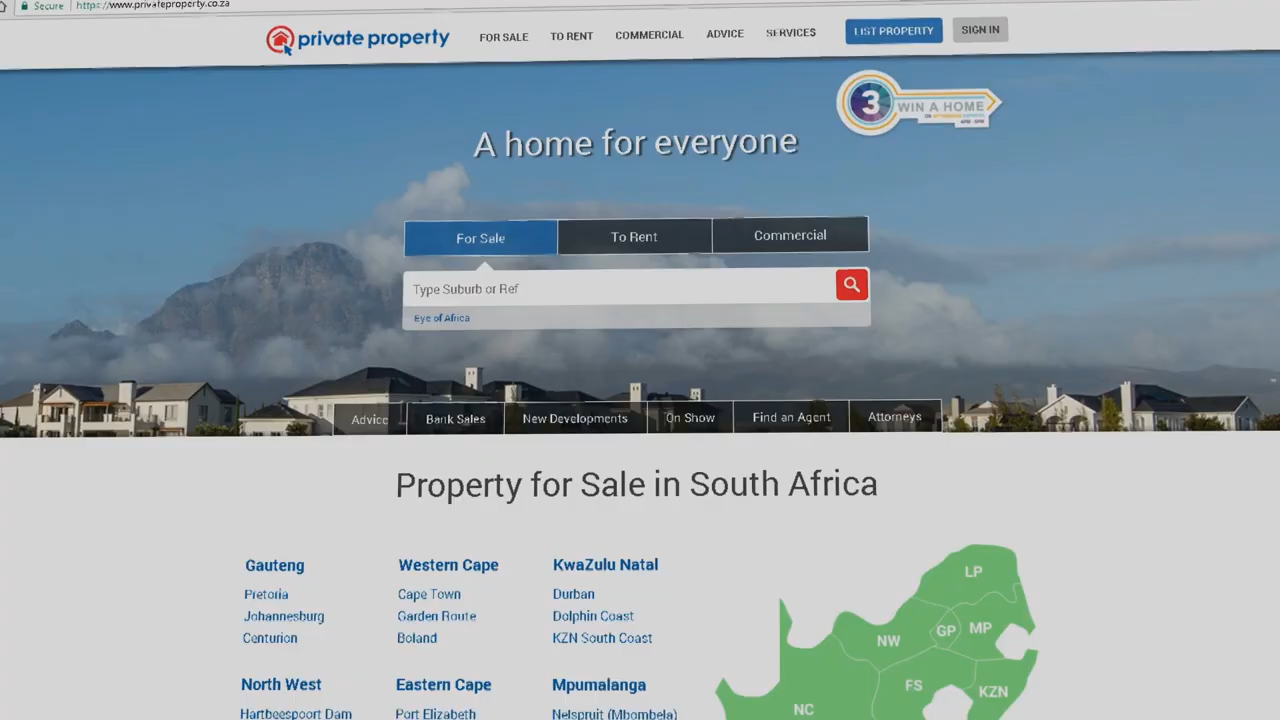 Secure https://www.privateproperty.co.za
private property FOR SALE TO RENT COMMERCIAL ADVICE SERVICES LIST PROPERTY SIGN IN
3 WIN A HOME
A home for everyone
For Sale To Rent Commercial
Type Suburb or Ref
Eye of Africa
Advice Bank Sales New Developments On Show Find an Agent Attorneys
Property for Sale in South Africa
Gauteng Western Cape KwaZulu Natal
Pretoria Cape Town Durban
Johannesburg Garden Route Dolphin Coast
Centurion Boland KZN South Coast
North West Eastern Cape Mpumalanga
Hartbeespoort Dam Port Elizabeth Nelspruit (Mbombela)
LP
NW GP MP
FS KZN
NC